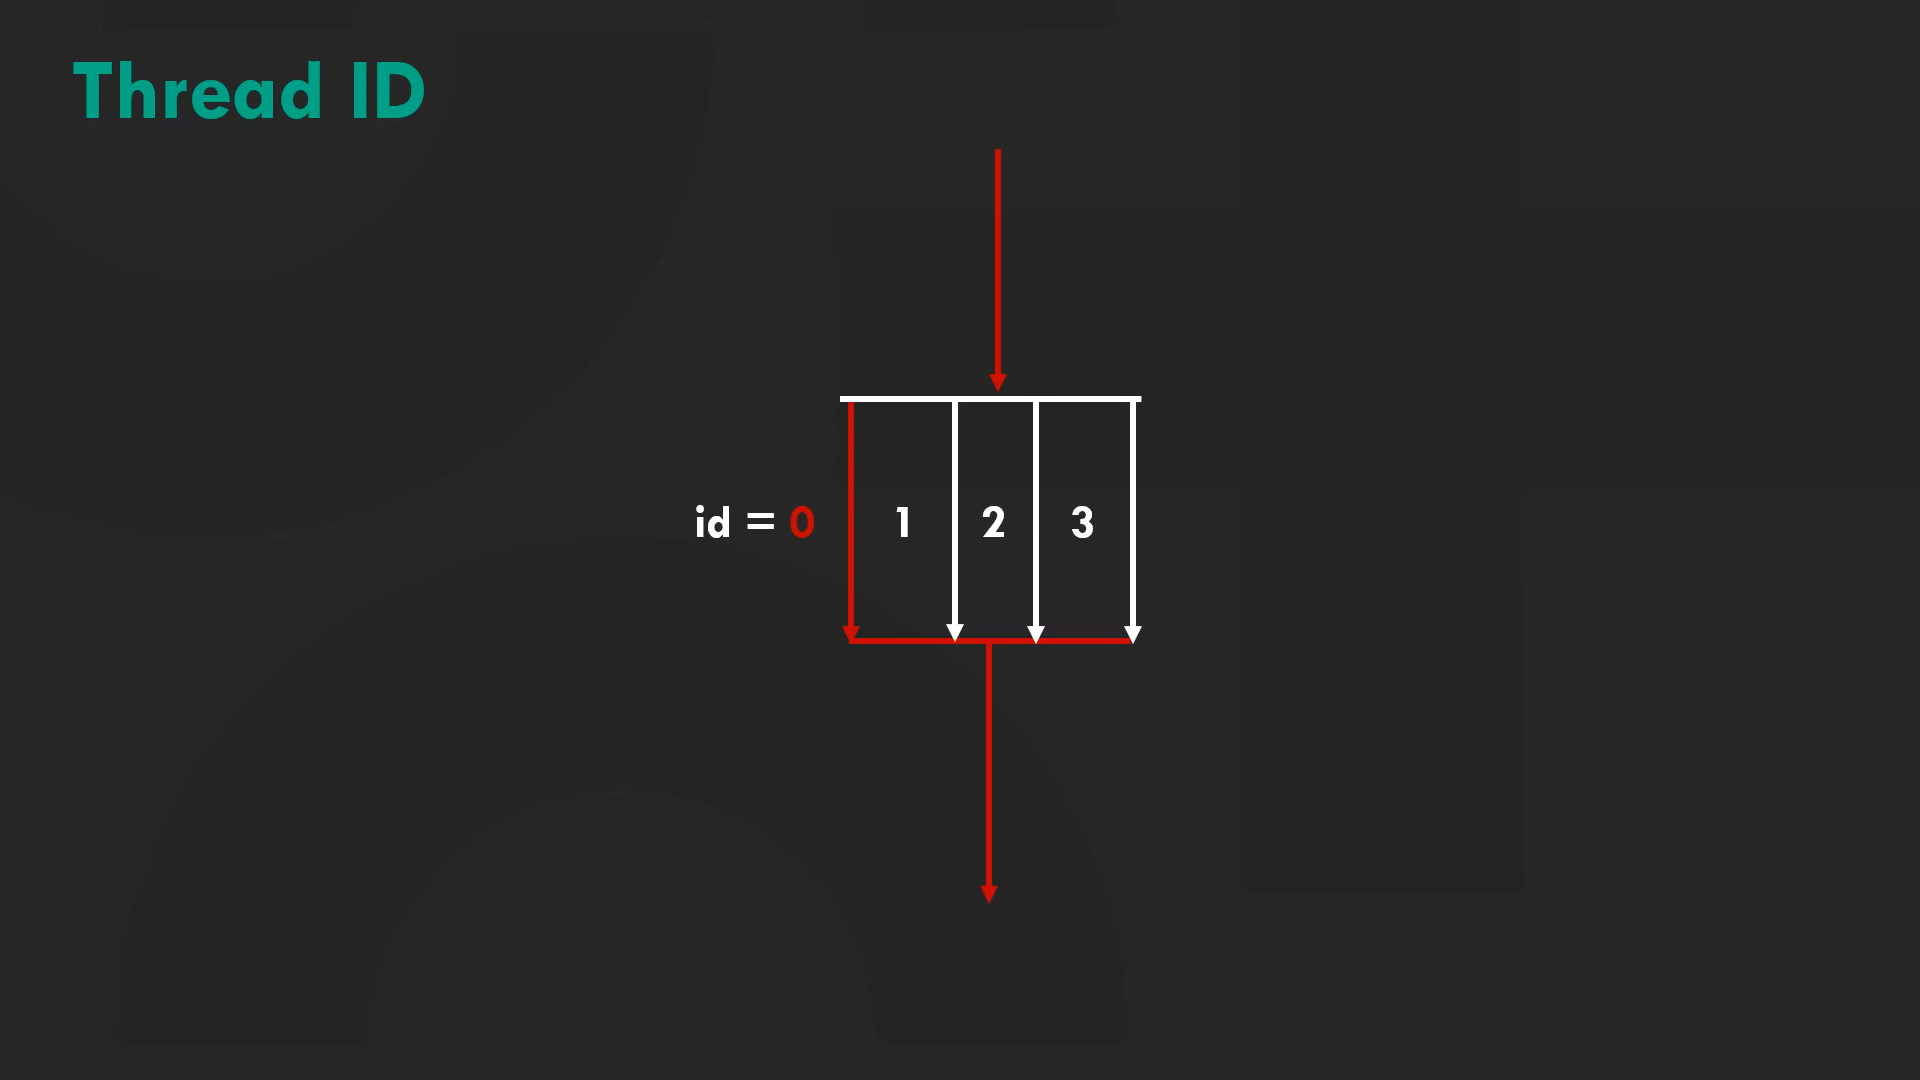 Thread ID
id = 0 1 2 3